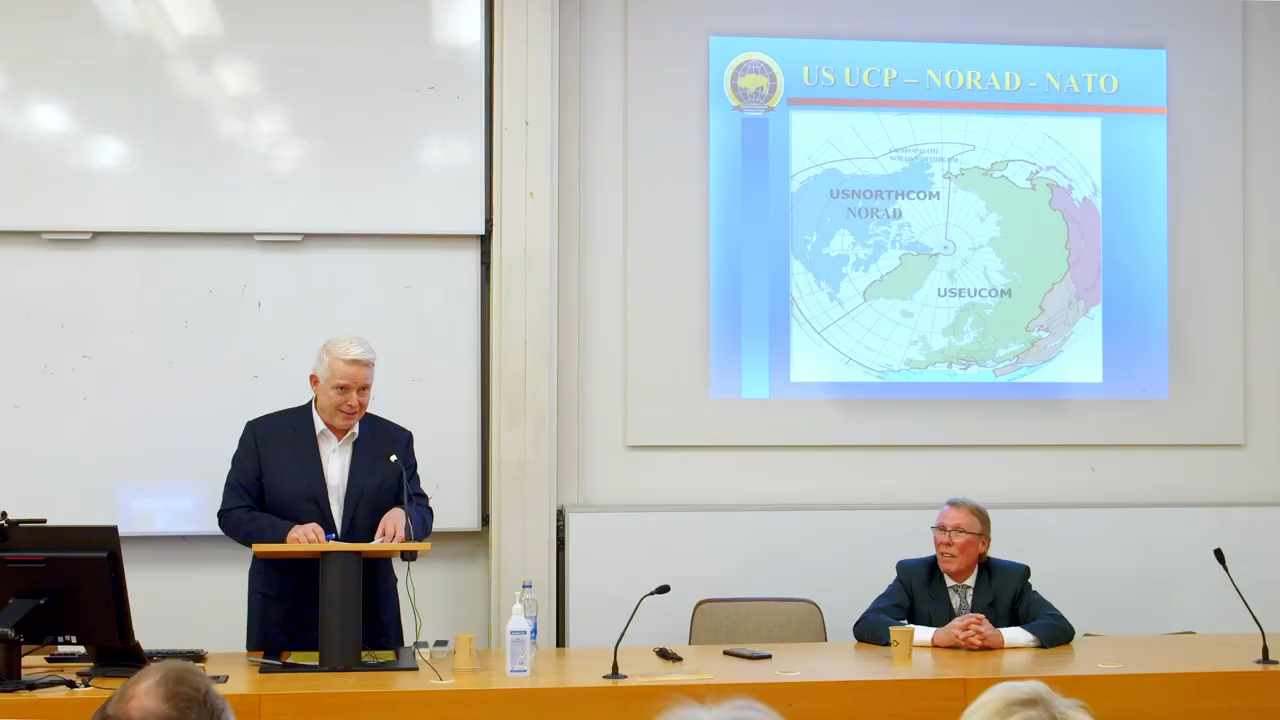 US UCP – NORAD - NATO
USNORTHCOM
NORAD
USEUCOM